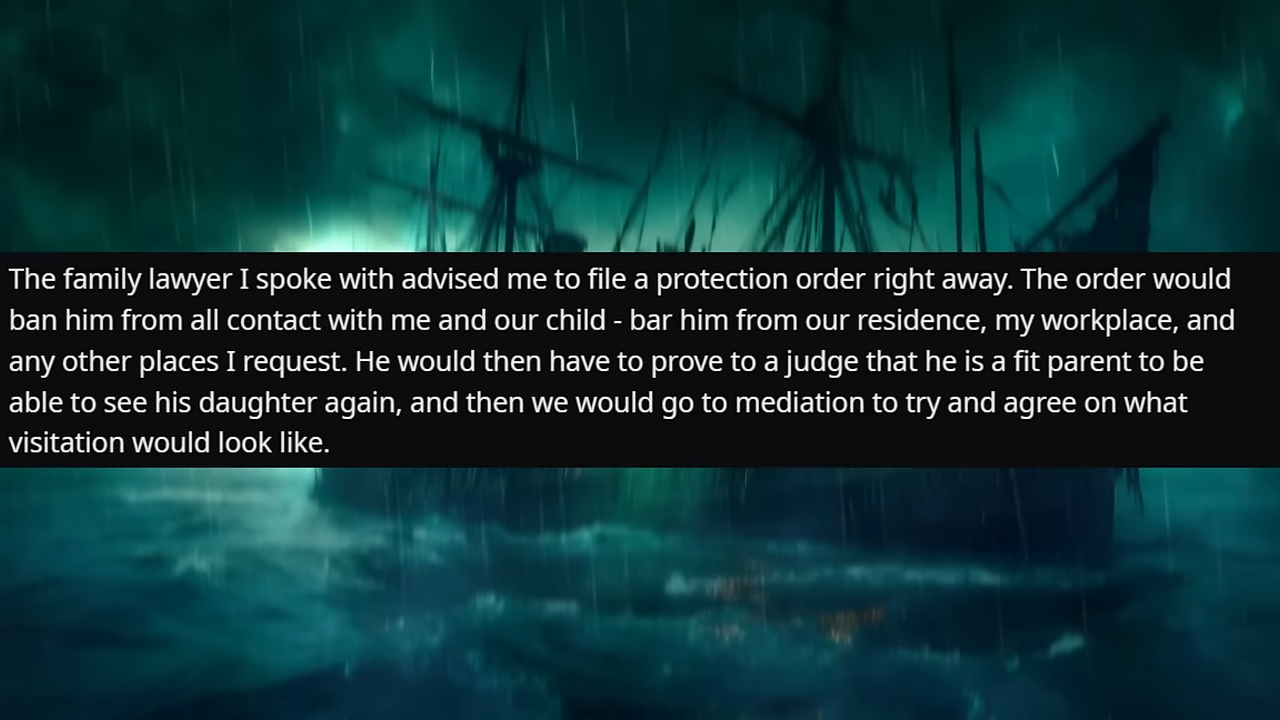 The family lawyer I spoke with advised me to file a protection order right away. The order would
ban him from all contact with me and our child - bar him from our residence, my workplace, and
any other places I request. He would then have to prove to a judge that he is a fit parent to be
able to see his daughter again, and then we would go to mediation to try and agree on what
visitation would look like.